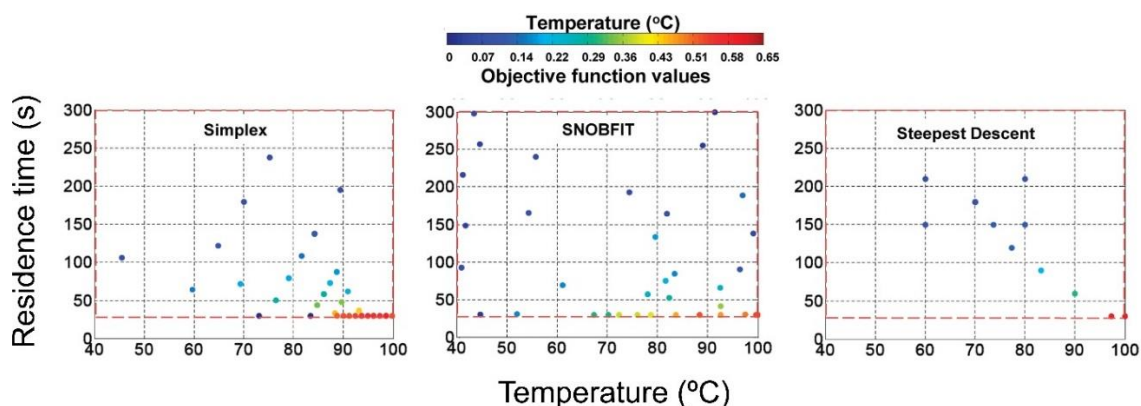 Temperature (°C)
0 0.07 0.14 0.22 0.29 0.36 0.43 0.51 0.58 0.65
Objective function values
Residence time (s)
300
250
200
150
100
50
0
Simplex
40 50 60 70 80 90 100
300
250
200
150
100
50
0
SNOBFIT
40 50 60 70 80 90 100
300
250
200
150
100
50
0
Steepest Descent
40 50 60 70 80 90 100
Temperature (ºC)